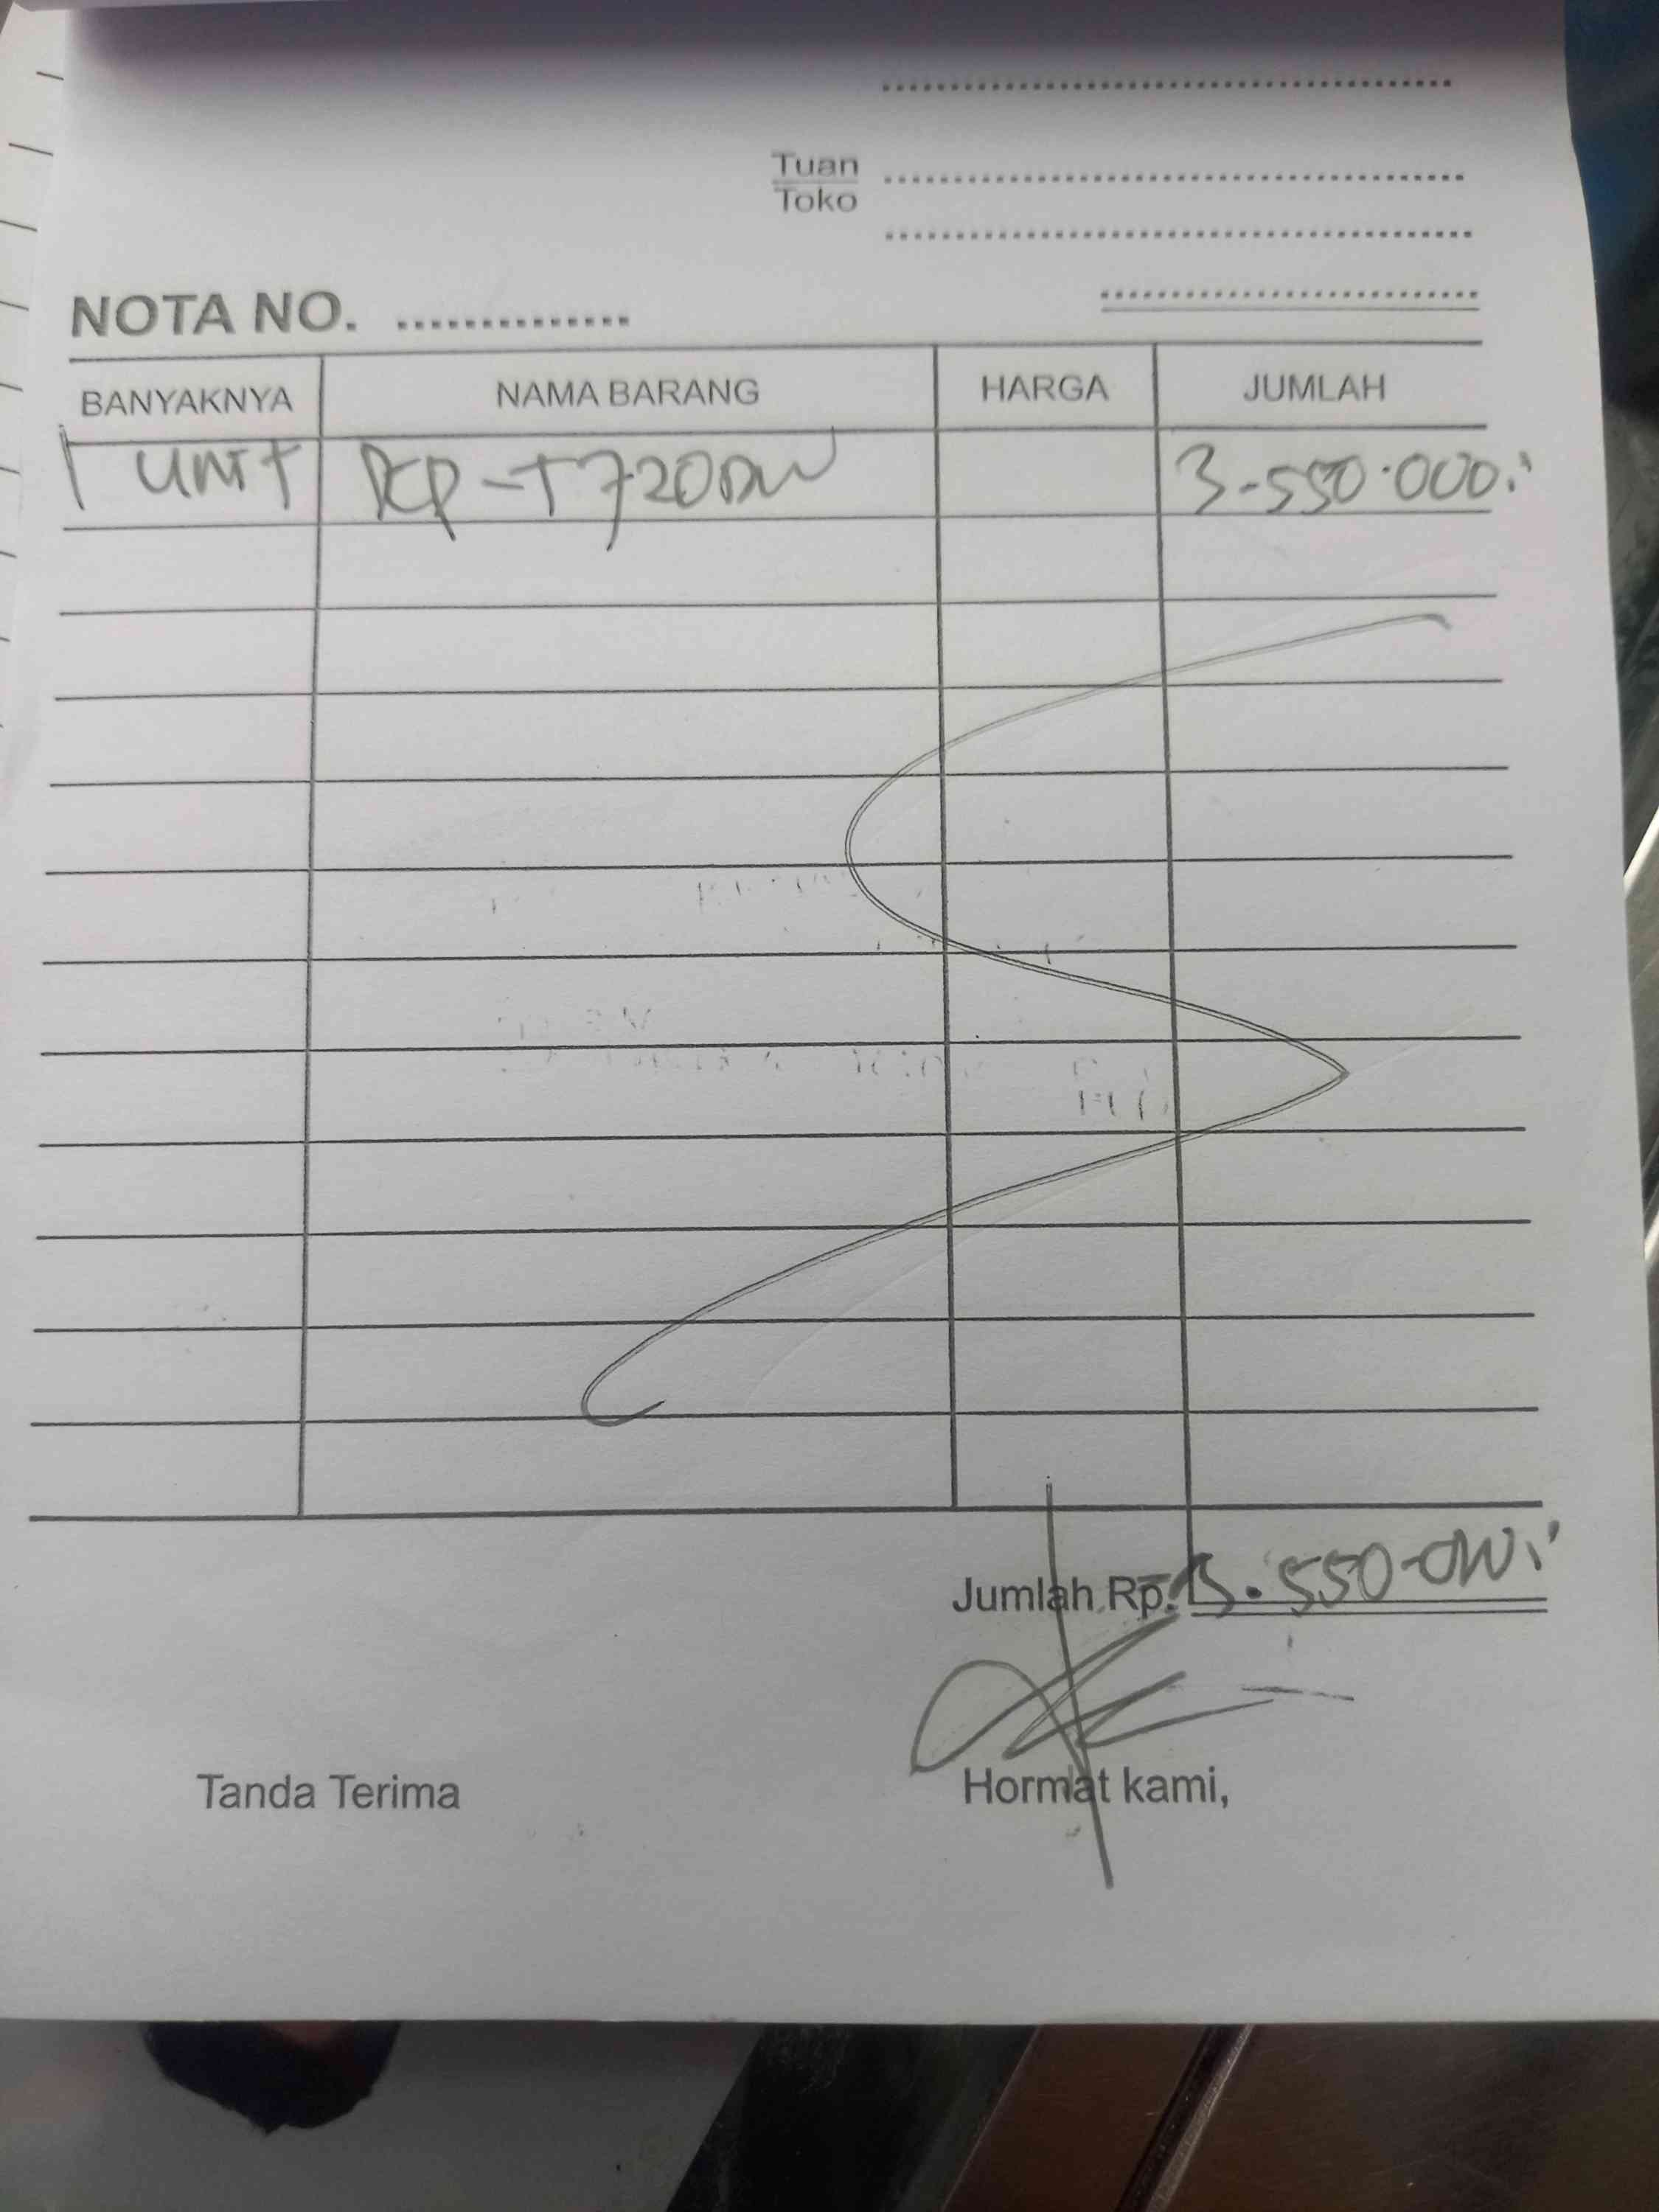 Tuan
Toko
NOTA NO. ..............
BANYAKNYA NAMA BARANG HARGA JUMLAH
1 UNIT DCP-T720DW 3.550.000
Jumlah Rp. 3.550.000
Tanda Terima Hormat kami,